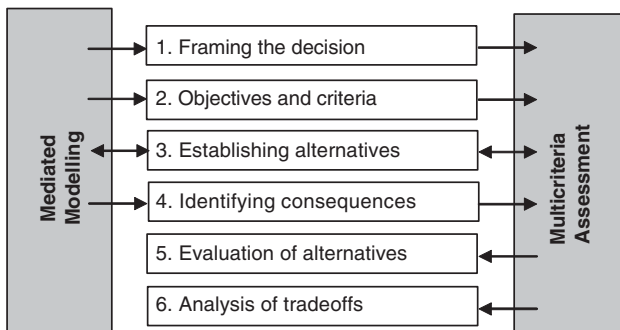 Mediated
Modelling
1. Framing the decision
2. Objectives and criteria
3. Establishing alternatives
4. Identifying consequences
5. Evaluation of alternatives
6. Analysis of tradeoffs
Multicriteria
Assessment